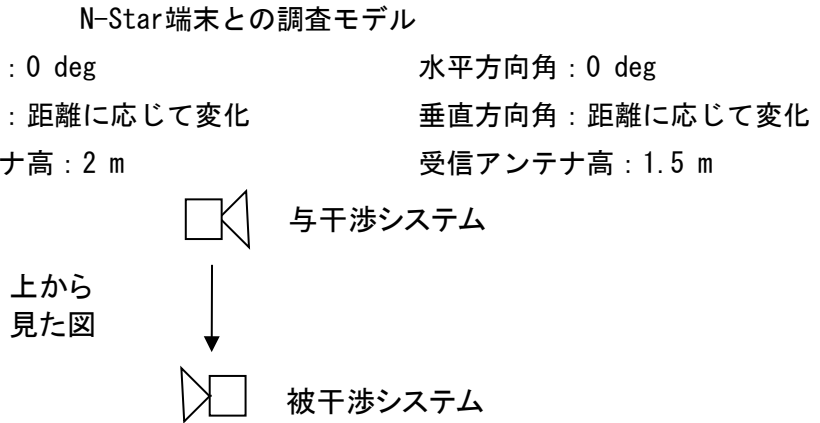 N-Star端末との調査モデル
：0 deg 水平方向角：0 deg
：距離に応じて変化 垂直方向角：距離に応じて変化
ナ高：2 m 受信アンテナ高：1.5 m
与干渉システム
上から
見た図
被干渉システム